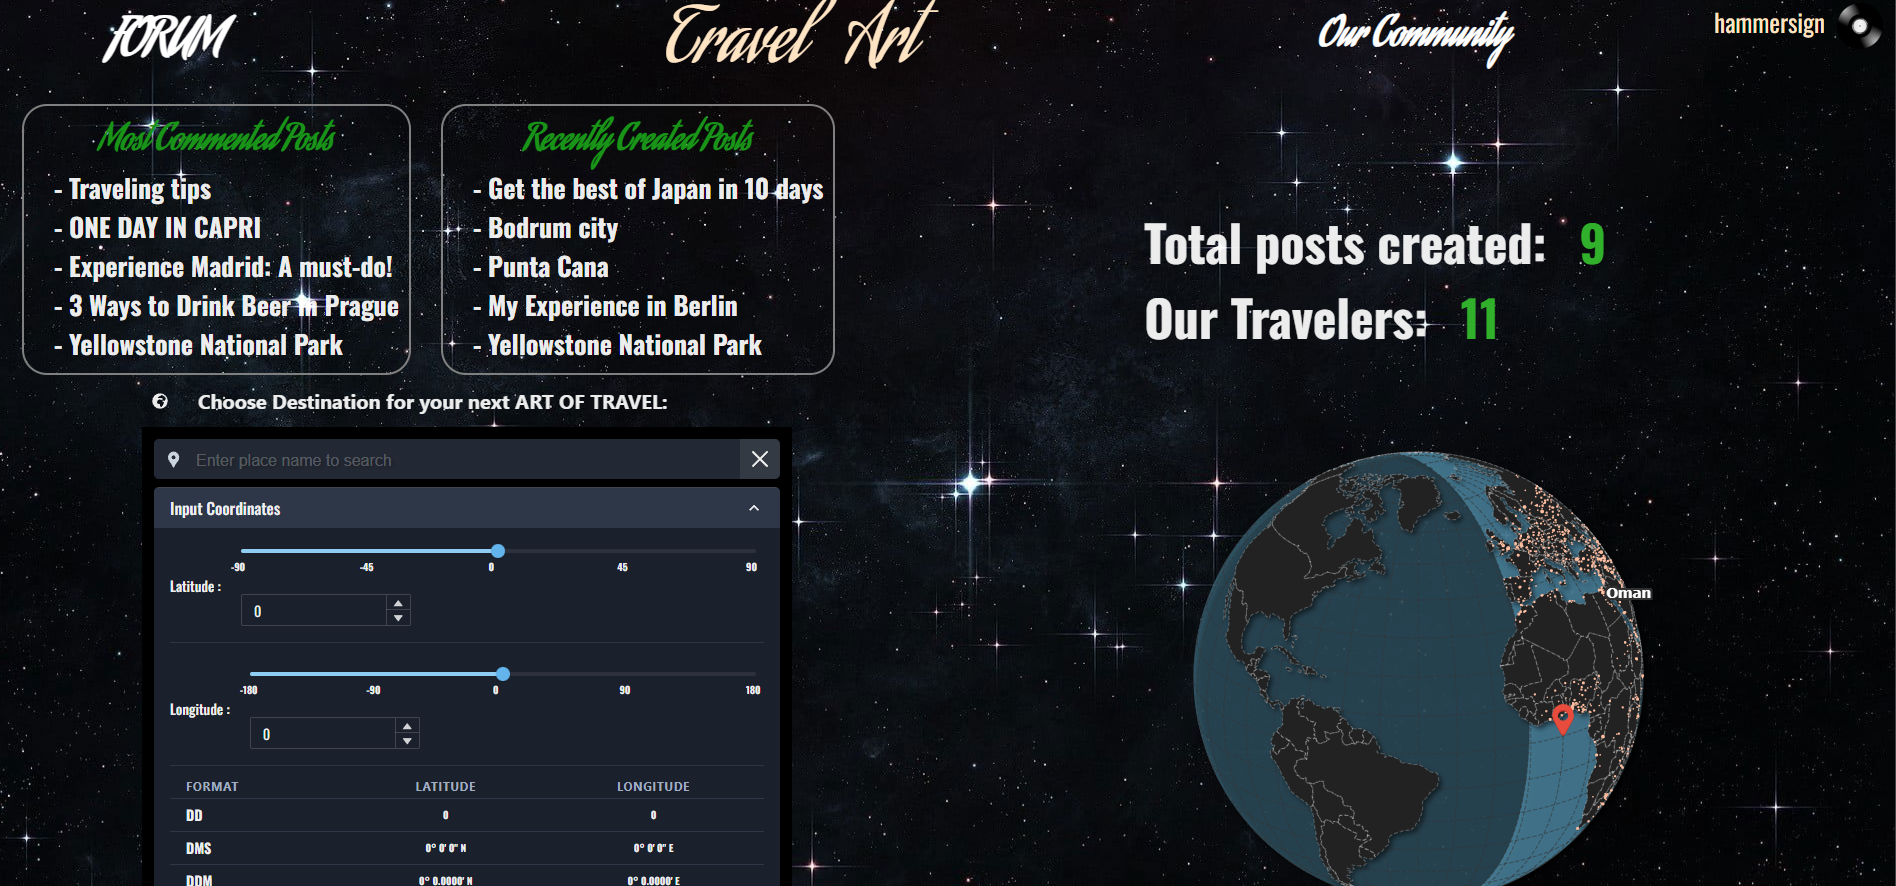 FORUM
Travel Art
Our Community
hammersign
Most Commented Posts
- Traveling tips
- ONE DAY IN CAPRI
- Experience Madrid: A must-do!
- 3 Ways to Drink Beer in Prague
- Yellowstone National Park
Recently Created Posts
- Get the best of Japan in 10 days
- Bodrum city
- Punta Cana
- My Experience in Berlin
- Yellowstone National Park
Total posts created: 9
Our Travelers: 11
Choose Destination for your next ART OF TRAVEL:
Enter place name to search
Input Coordinates
-90 -45 0 45 90
Latitude :
0
-180 -90 0 90 180
Longitude :
0
FORMAT LATITUDE LONGITUDE
DD 0 0
DMS 0° 0' 0" N 0° 0' 0" E
DDM 0° 0.0000' N 0° 0.0000' E
Oman